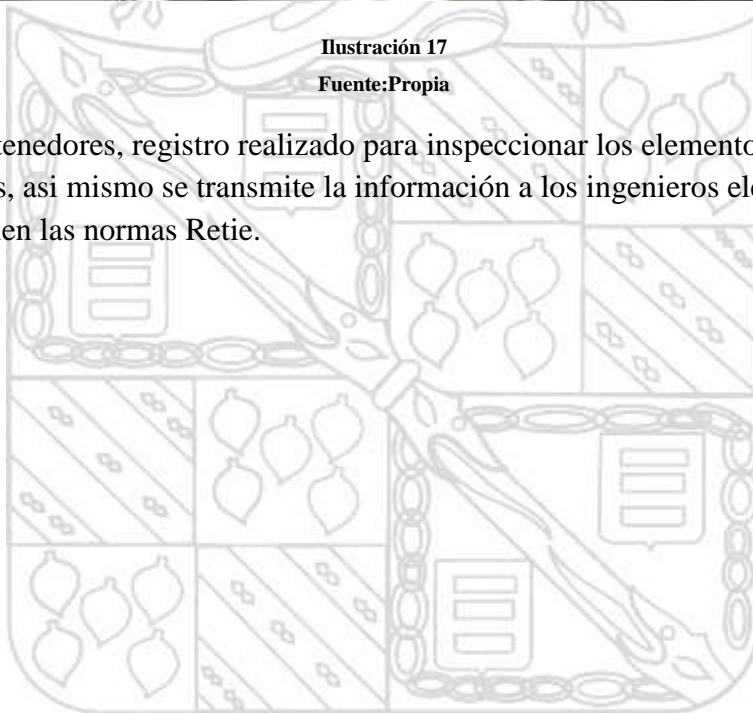 Ilustración 17
Fuente:Propia
tenedores, registro realizado para inspeccionar los elemento
s, asi mismo se transmite la información a los ingenieros el
en las normas Retie.